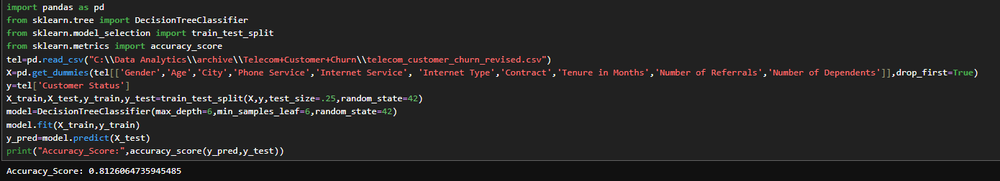 import pandas as pd
from sklearn.tree import DecisionTreeClassifier
from sklearn.model_selection import train_test_split
from sklearn.metrics import accuracy_score
tel=pd.read_csv("C:\\Data Analytics\\archive\\Telecom+Customer+Churn\\telecom_customer_churn_revised.csv")
X=pd.get_dummies(tel[['Gender','Age','City','Phone Service','Internet Service', 'Internet Type','Contract','Tenure in Months','Number of Referrals','Number of Dependents']],drop_first=True)
y=tel['Customer Status']
X_train,X_test,y_train,y_test=train_test_split(X,y,test_size=.25,random_state=42)
model=DecisionTreeClassifier(max_depth=6,min_samples_leaf=6,random_state=42)
model.fit(X_train,y_train)
y_pred=model.predict(X_test)
print("Accuracy_Score:",accuracy_score(y_pred,y_test))
Accuracy_Score: 0.8126064735945485